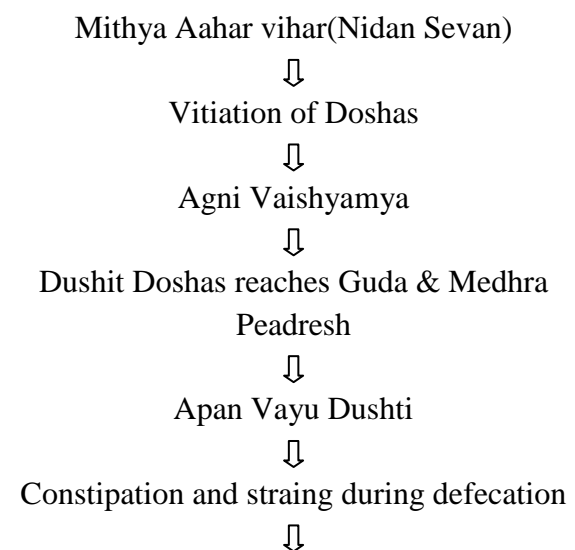 Mithya Aahar vihar(Nidan Sevan)
⇩
Vitiation of Doshas
⇩
Agni Vaishyamya
⇩
Dushit Doshas reaches Guda & Medhra
Peadresh
⇩
Apan Vayu Dushti
⇩
Constipation and straing during defecation
⇩